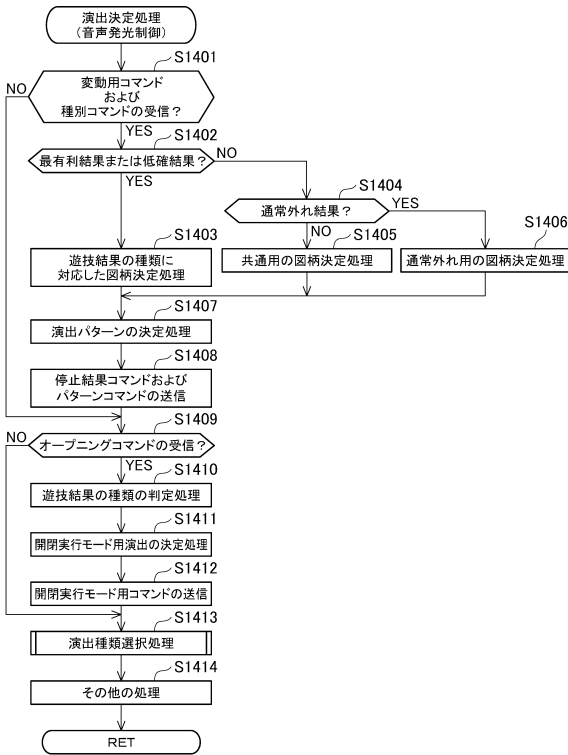 演出決定処理
(音声発光制御)
S1401
変動用コマンド
および
種別コマンドの受信？
NO
YES
S1402
最有利結果または低確結果？
NO
YES
S1404
通常外れ結果？
YES
NO
S1403
遊技結果の種類に
対応した図柄決定処理
S1405
共通用の図柄決定処理
S1406
通常外れ用の図柄決定処理
S1407
演出パターンの決定処理
S1408
停止結果コマンドおよび
パターンコマンドの送信
S1409
オープニングコマンドの受信？
NO
YES
S1410
遊技結果の種類の判定処理
S1411
開閉実行モード用演出の決定処理
S1412
開閉実行モード用コマンドの送信
S1413
演出種類選択処理
S1414
その他の処理
RET